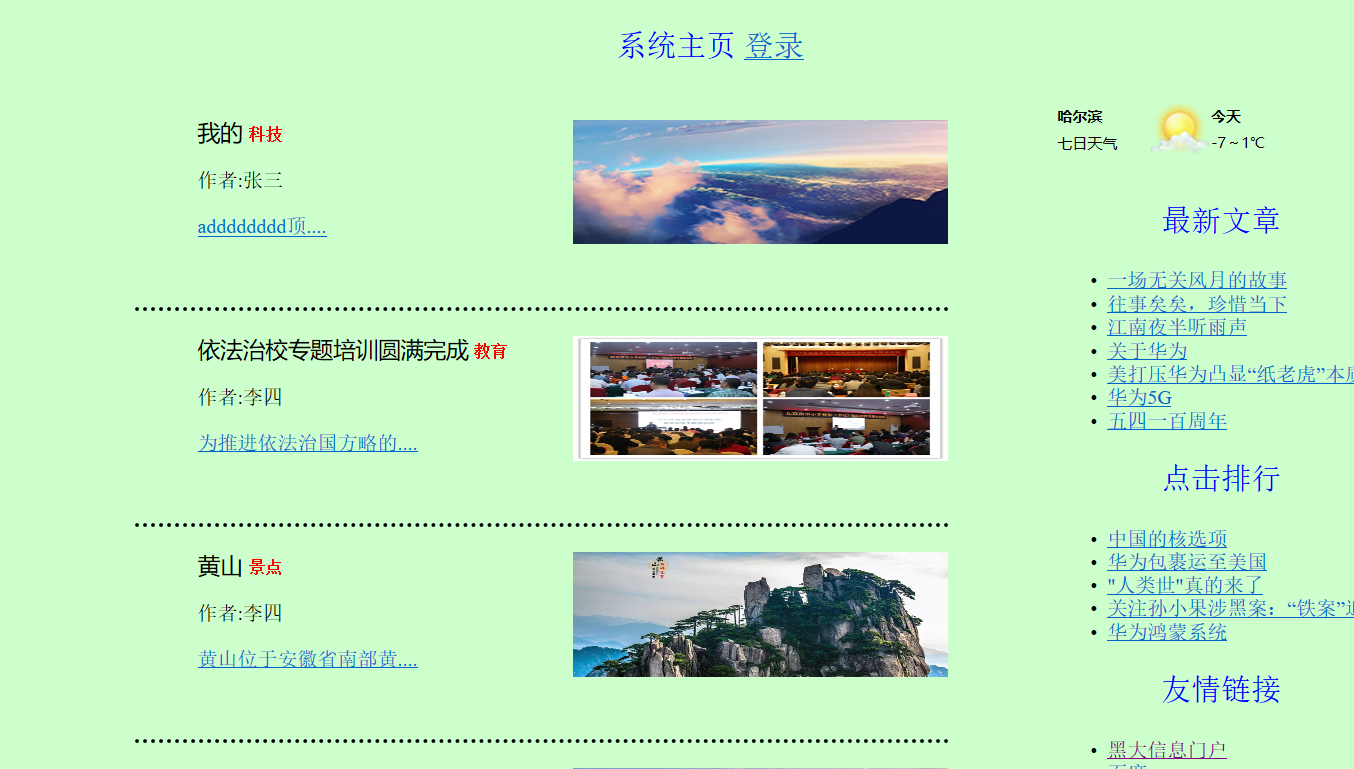 系统主页 登录
我的 科技
作者:张三
addddddddd顶....
依法治校专题培训圆满完成 教育
作者:李四
为推进依法治国方略的....
黄山 景点
作者:李四
黄山位于安徽省南部黄....
哈尔滨 今天
七日天气 -7 ~ 1℃
最新文章
一场无关风月的故事
往事矣矣，珍惜当下
江南夜半听雨声
关于华为
美打压华为凸显“纸老虎”本质
华为5G
五四一百周年
点击排行
中国的核选项
华为包裹运至美国
"人类世"真的来了
关注孙小果涉黑案：“铁案”
华为鸿蒙系统
友情链接
黑大信息门户